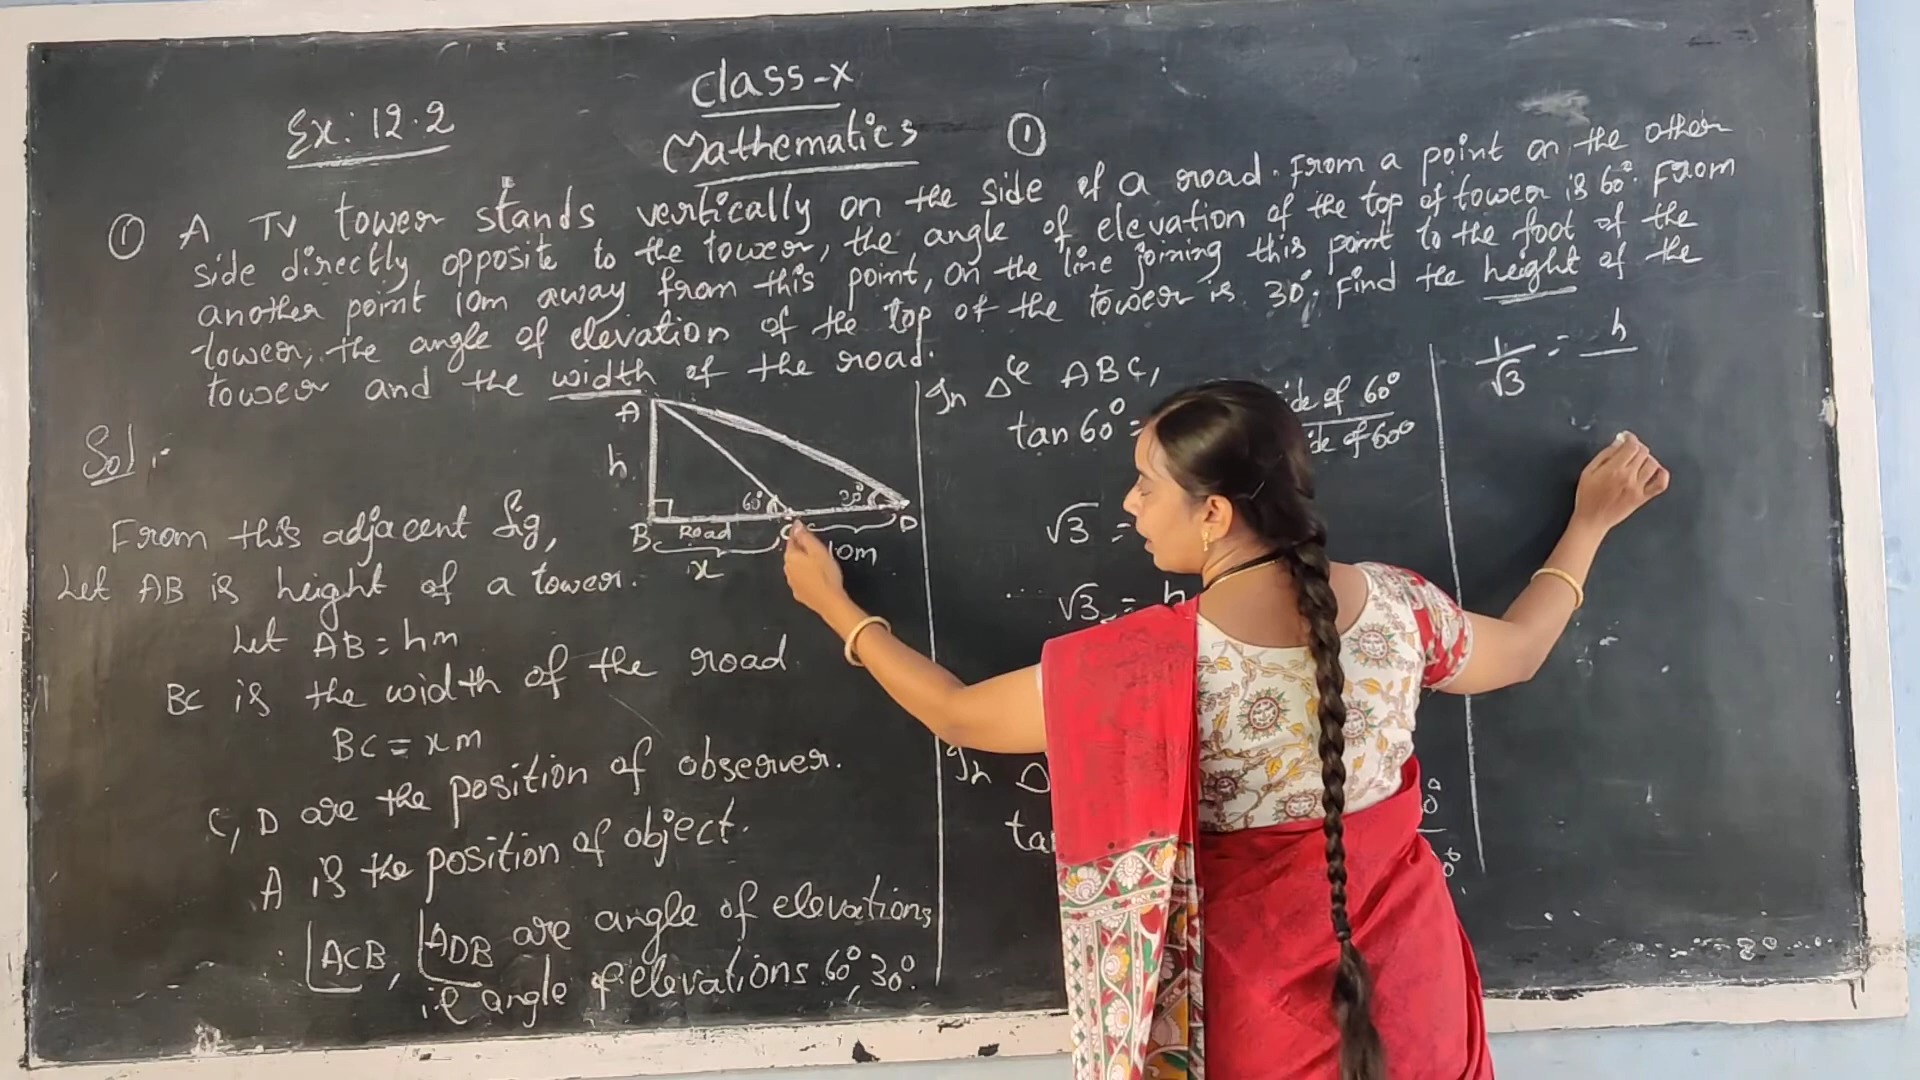 Class-X
Ex: 12.2
Mathematics
①
① A TV tower stands vertically on the side of a road. From a point on the other
side directly opposite to the tower, the angle of elevation of the top of tower is 60°. From
another point 10m away from this point, on the line joining this point to the foot of the
tower, the angle of elevation of the top of the tower is 30°. Find the height of the
tower and the width of the road.
Sol:-
From this adjacent fig,
Let AB is height of a tower.
Let AB = hm
BC is the width of the road.
BC = xm
C, D are the position of observer.
A is the position of object.
∴ ∠ACB, ∠ADB are angle of elevations,
i.e angle of elevations 60°, 30°.
A
h
60°
30°
B
Road
C
D
x
10m
In Δle ABC,
tan 60° =
side of 60°
side of 60°
√3 =
√3 = h
In Δ
ta
0°
0°
1/√3 = h